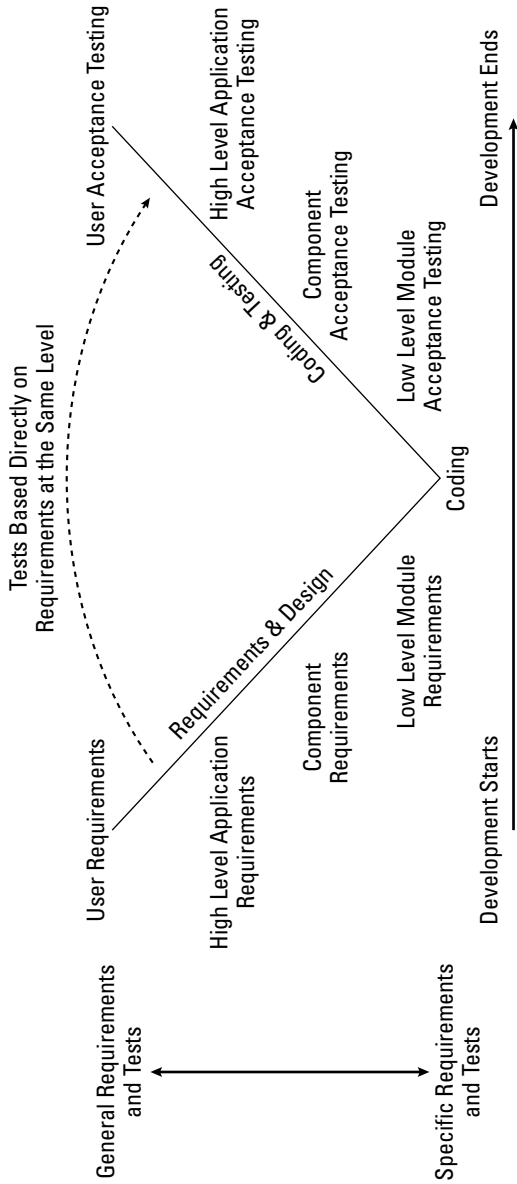 Tests Based Directly on
Requirements at the Same Level
User Requirements
User Acceptance Testing
General Requirements
and Tests
High Level Application
Requirements
Requirements & Design
Coding & Testing
High Level Application
Acceptance Testing
Component
Requirements
Component
Acceptance Testing
Low Level Module
Requirements
Low Level Module
Acceptance Testing
Coding
Specific Requirements
and Tests
Development Starts
Development Ends